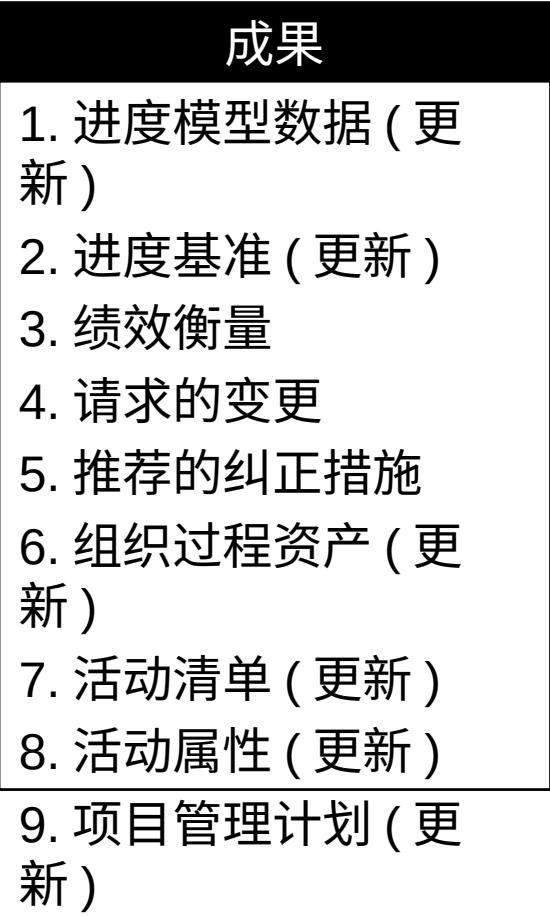 成果
1. 进度模型数据 ( 更
新 )
2. 进度基准 ( 更新 )
3. 绩效衡量
4. 请求的变更
5. 推荐的纠正措施
6. 组织过程资产 ( 更
新 )
7. 活动清单 ( 更新 )
8. 活动属性 ( 更新 )
9. 项目管理计划 ( 更
新 )